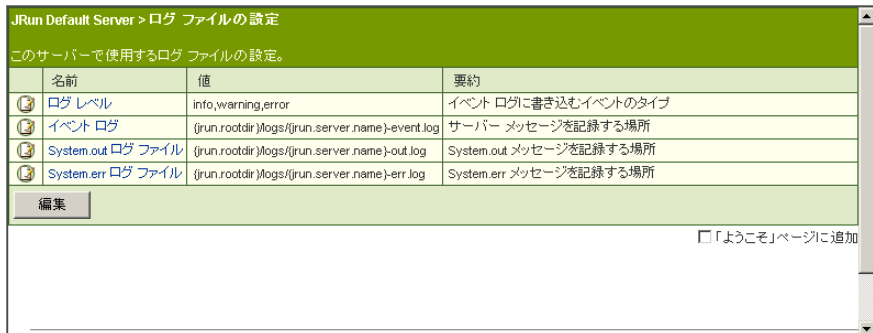 JRun Default Server > ログ ファイルの設定
このサーバーで使用するログ ファイルの設定。
名前 値 要約
ログ レベル info,warning,error イベント ログに書き込むイベントのタイプ
イベント ログ {jrun.rootdir}/logs/{jrun.server.name}-event.log サーバー メッセージを記録する場所
System.out ログ ファイル {jrun.rootdir}/logs/{jrun.server.name}-out.log System.out メッセージを記録する場所
System.err ログ ファイル {jrun.rootdir}/logs/{jrun.server.name}-err.log System.err メッセージを記録する場所
編集
「ようこそ」ページに追加